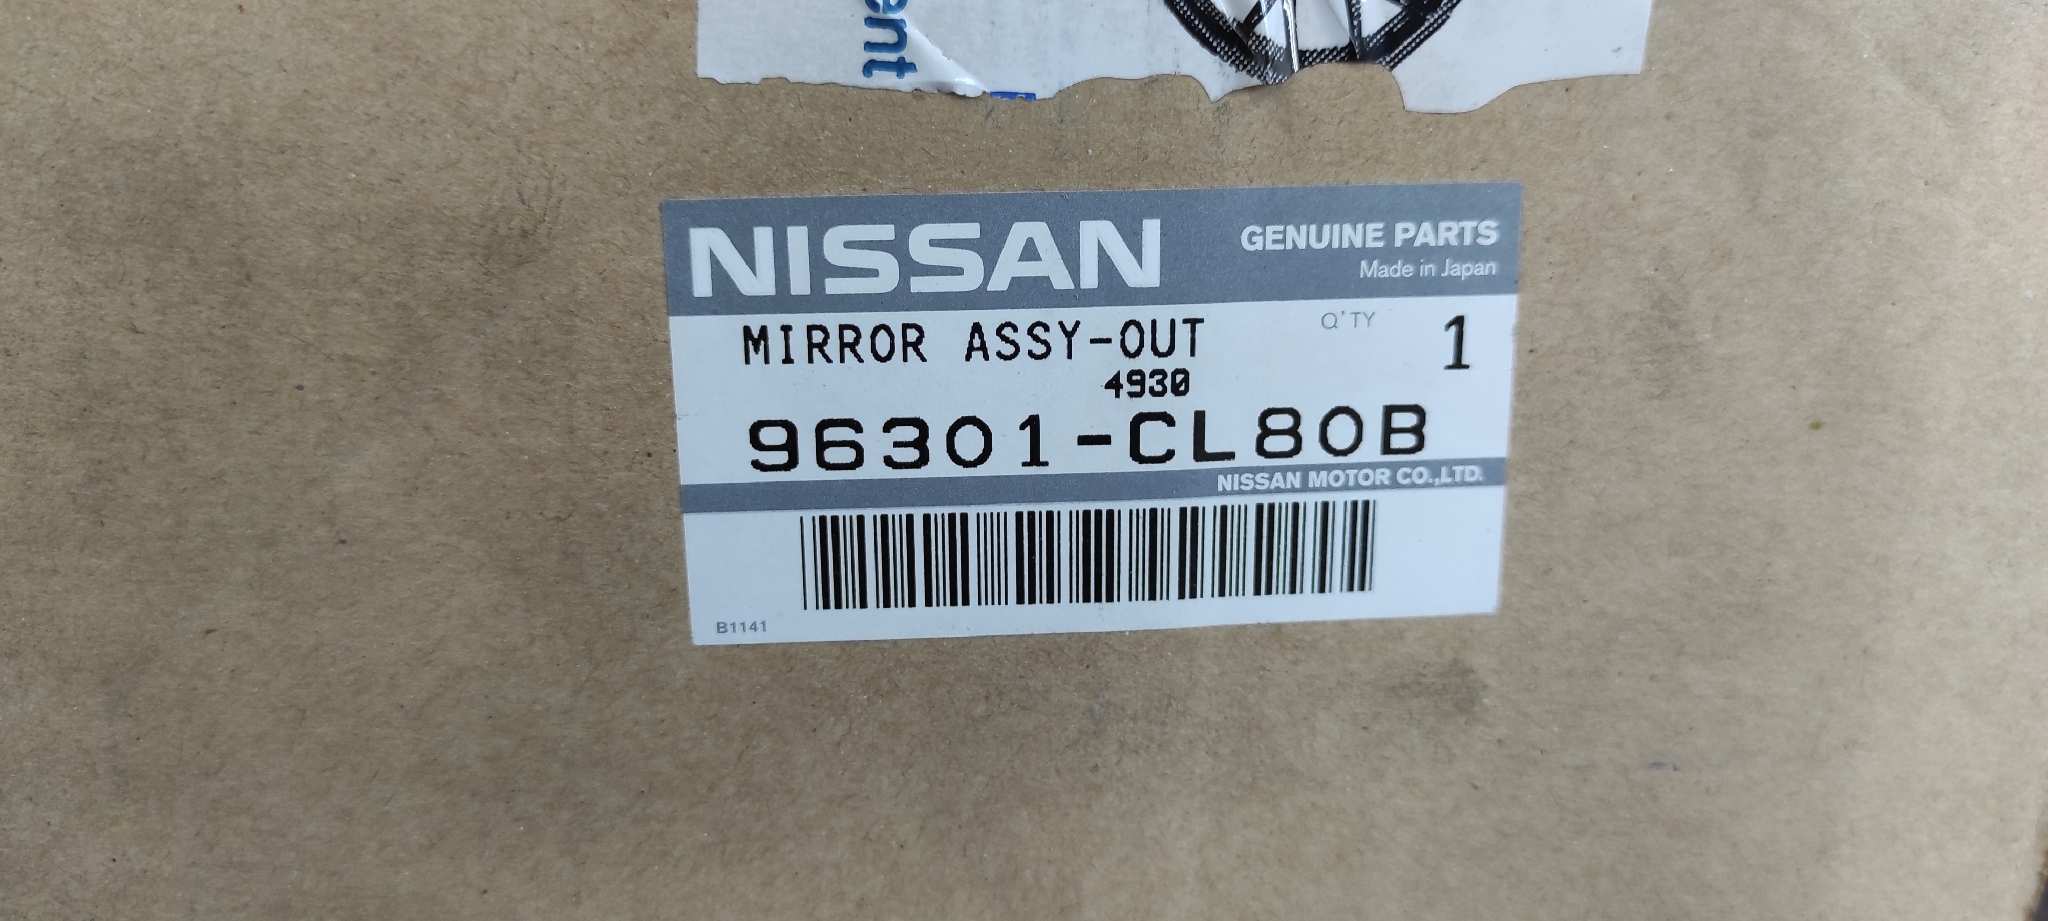 ent
NISSAN
GENUINE PARTS
Made in Japan
MIRROR ASSY-OUT
Q'TY 1
4930
96301-CL80B
NISSAN MOTOR CO.,LTD.
B1141